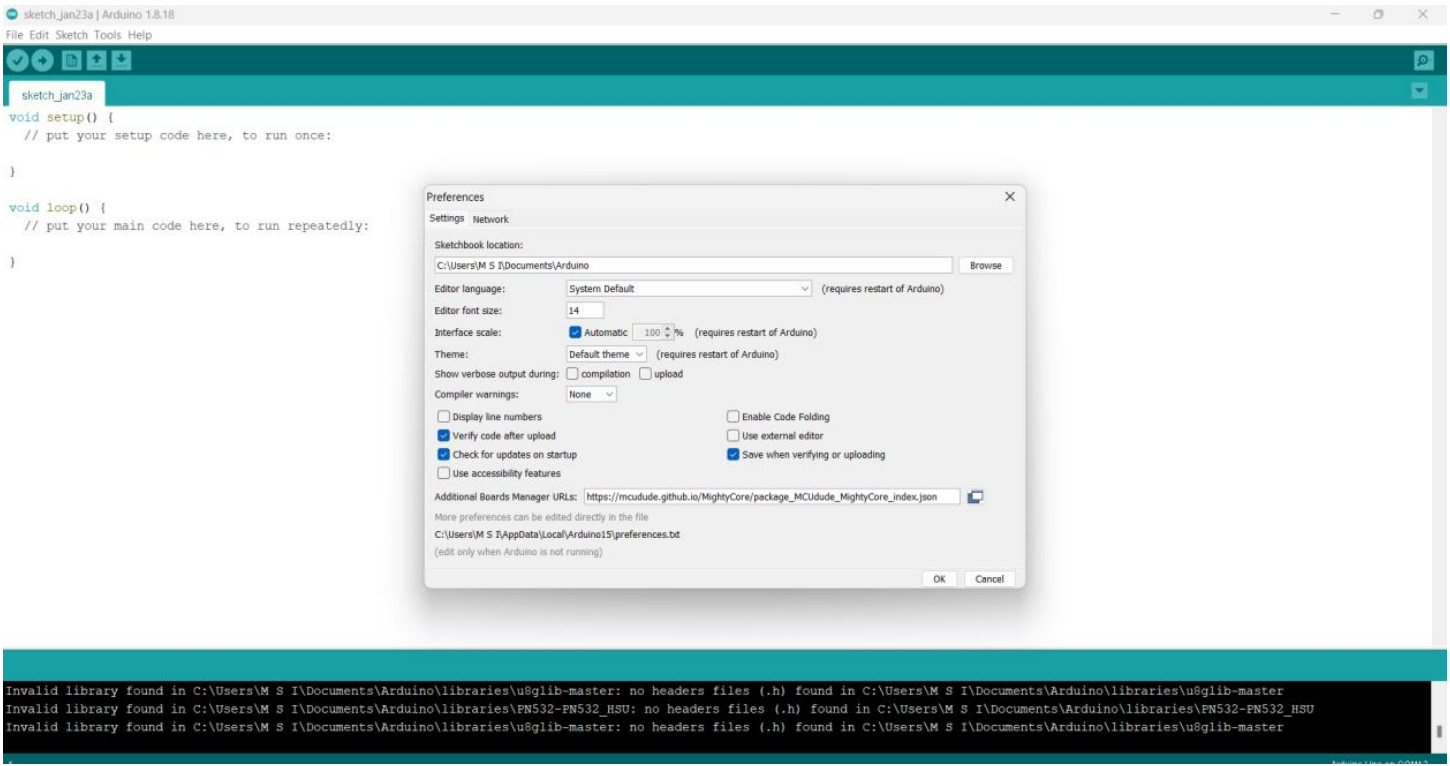 sketch_jan23a | Arduino 1.8.18
File Edit Sketch Tools Help
sketch_jan23a
void setup() {
  // put your setup code here, to run once:
}
void loop() {
  // put your main code here, to run repeatedly:
}
Preferences
Settings Network
Sketchbook location:
C:\Users\M S I\Documents\Arduino Browse
Editor language: System Default (requires restart of Arduino)
Editor font size: 14
Interface scale: Automatic 100 % (requires restart of Arduino)
Theme: Default theme (requires restart of Arduino)
Show verbose output during: compilation upload
Compiler warnings: None
Display line numbers Enable Code Folding
Verify code after upload Use external editor
Check for updates on startup Save when verifying or uploading
Use accessibility features
Additional Boards Manager URLs: https://mcudude.github.io/MightyCore/package_MCUdude_MightyCore_index.json
More preferences can be edited directly in the file
C:\Users\M S I\AppData\Local\Arduino15\preferences.txt
(edit only when Arduino is not running)
OK Cancel
Invalid library found in C:\Users\M S I\Documents\Arduino\libraries\u8glib-master: no headers files (.h) found in C:\Users\M S I\Documents\Arduino\libraries\u8glib-master
Invalid library found in C:\Users\M S I\Documents\Arduino\libraries\PN532-PN532_HSU: no headers files (.h) found in C:\Users\M S I\Documents\Arduino\libraries\PN532-PN532_HSU
Invalid library found in C:\Users\M S I\Documents\Arduino\libraries\u8glib-master: no headers files (.h) found in C:\Users\M S I\Documents\Arduino\libraries\u8glib-master